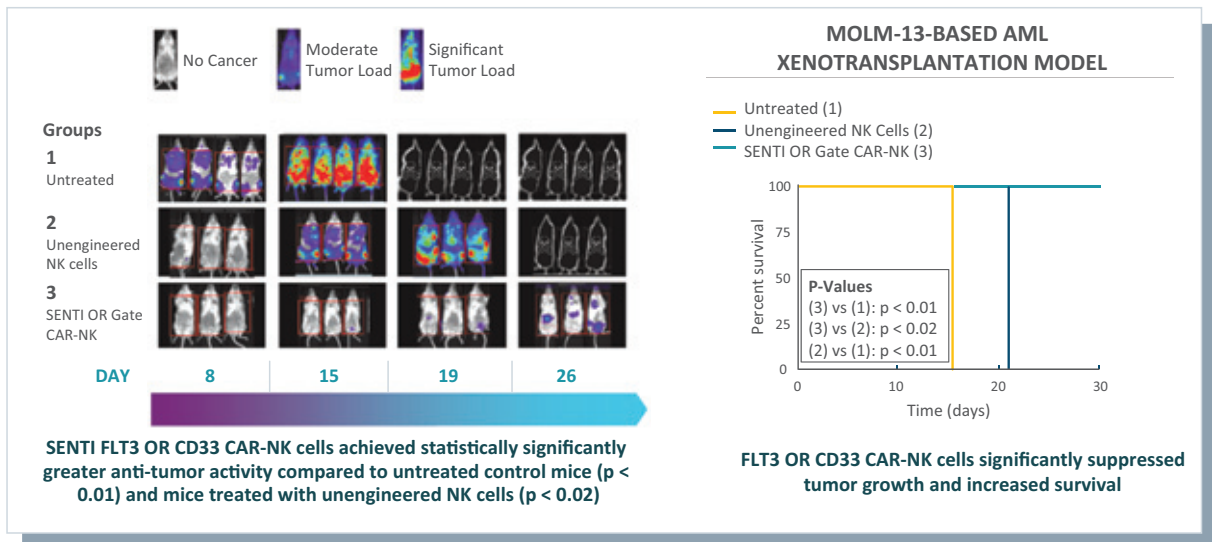 No Cancer
Moderate
Tumor Load
Significant
Tumor Load
Groups
1
Untreated
2
Unengineered
NK cells
3
SENTI OR Gate
CAR-NK
DAY
8
15
19
26
SENTI FLT3 OR CD33 CAR-NK cells achieved statistically significantly
greater anti-tumor activity compared to untreated control mice (p <
0.01) and mice treated with unengineered NK cells (p < 0.02)
MOLM-13-BASED AML
XENOTRANSPLANTATION MODEL
Untreated (1)
Unengineered NK Cells (2)
SENTI OR Gate CAR-NK (3)
Percent survival
100
75
50
25
0
P-Values
(3) vs (1): p < 0.01
(3) vs (2): p < 0.02
(2) vs (1): p < 0.01
0
10
20
30
Time (days)
FLT3 OR CD33 CAR-NK cells significantly suppressed
tumor growth and increased survival